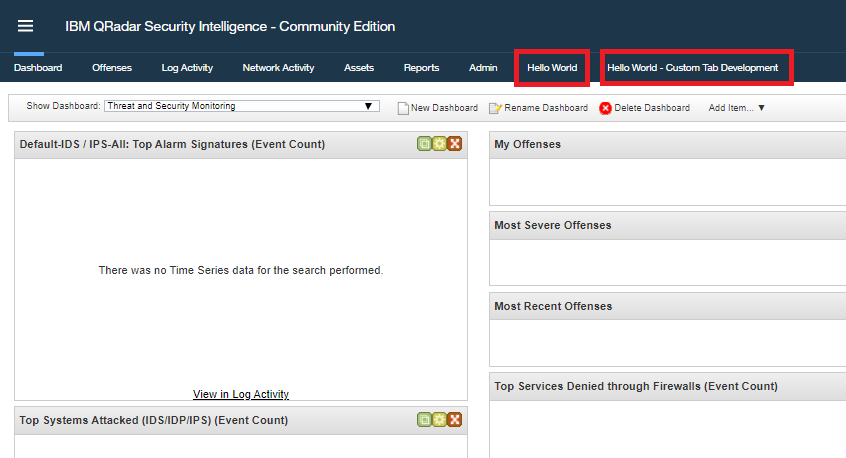 IBM QRadar Security Intelligence - Community Edition
Dashboard Offenses Log Activity Network Activity Assets Reports Admin Hello World Hello World - Custom Tab Development
Show Dashboard: Threat and Security Monitoring New Dashboard Rename Dashboard Delete Dashboard Add Item...
Default-IDS / IPS-All: Top Alarm Signatures (Event Count)
There was no Time Series data for the search performed.
View in Log Activity
Top Systems Attacked (IDS/IDP/IPS) (Event Count)
My Offenses
Most Severe Offenses
Most Recent Offenses
Top Services Denied through Firewalls (Event Count)